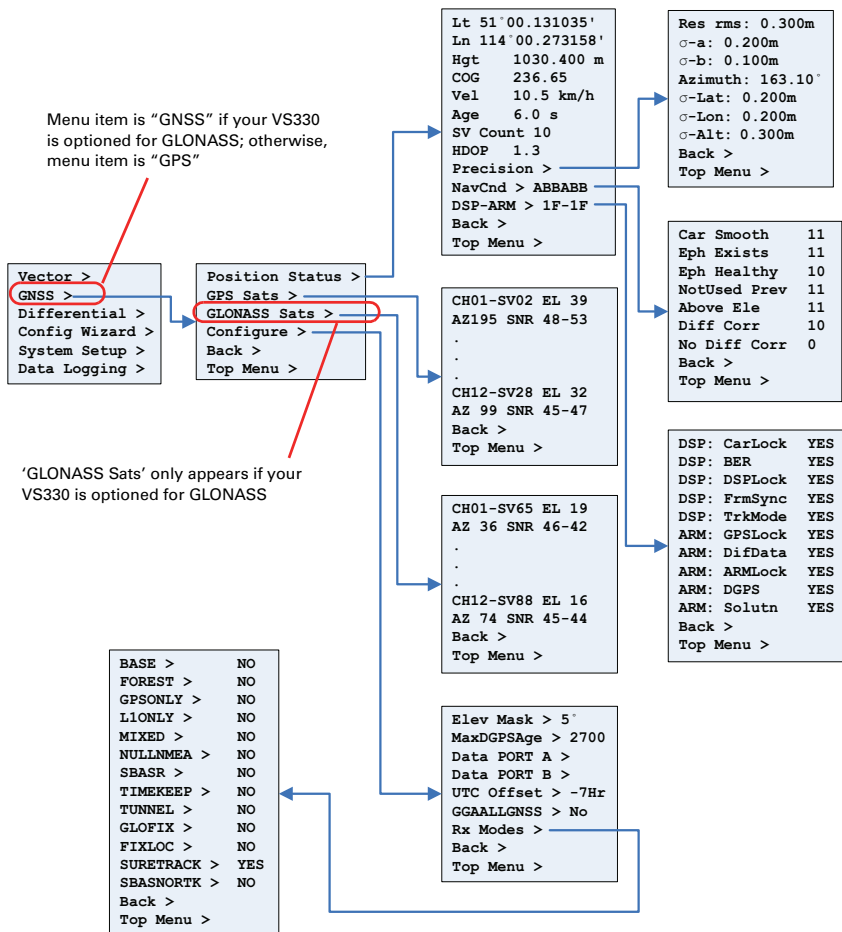 Menu item is “GNSS” if your VS330
is optioned for GLONASS; otherwise,
menu item is “GPS”
Vector >
GNSS >
Differential >
Config Wizard >
System Setup >
Data Logging >
Position Status >
GPS Sats >
GLONASS Sats >
Configure >
Back >
Top Menu >
'GLONASS Sats' only appears if your
VS330 is optioned for GLONASS
Lt 51°00.131035'
Ln 114°00.273158'
Hgt 1030.400 m
COG 236.65
Vel 10.5 km/h
Age 6.0 s
SV Count 10
HDOP 1.3
Precision >
NavCnd > ABBABB
DSP-ARM > 1F-1F
Back >
Top Menu >
Res rms: 0.300m
σ-a: 0.200m
σ-b: 0.100m
Azimuth: 163.10°
σ-Lat: 0.200m
σ-Lon: 0.200m
σ-Alt: 0.300m
Back >
Top Menu >
Car Smooth 11
Eph Exists 11
Eph Healthy 10
NotUsed Prev 11
Above Ele 11
Diff Corr 10
No Diff Corr 0
Back >
Top Menu >
DSP: CarLock YES
DSP: BER YES
DSP: DSPLock YES
DSP: FrmSync YES
DSP: TrkMode YES
ARM: GPSLock YES
ARM: DifData YES
ARM: ARMLock YES
ARM: DGPS YES
ARM: Solutn YES
Back >
Top Menu >
CH01-SV02 EL 39
AZ195 SNR 48-53
.
.
.
CH12-SV28 EL 32
AZ 99 SNR 45-47
Back >
Top Menu >
CH01-SV65 EL 19
AZ 36 SNR 46-42
.
.
.
CH12-SV88 EL 16
AZ 74 SNR 45-44
Back >
Top Menu >
Elev Mask > 5°
MaxDGPSAge > 2700
Data PORT A >
Data PORT B >
UTC Offset > -7Hr
GGAALLGNSS > No
Rx Modes >
Back >
Top Menu >
BASE > NO
FOREST > NO
GPSONLY > NO
L1ONLY > NO
MIXED > NO
NULLNMEA > NO
SBASR > NO
TIMEKEEP > NO
TUNNEL > NO
GLOFIX > NO
FIXLOC > NO
SURETRACK > YES
SBASNORTK > NO
Back >
Top Menu >